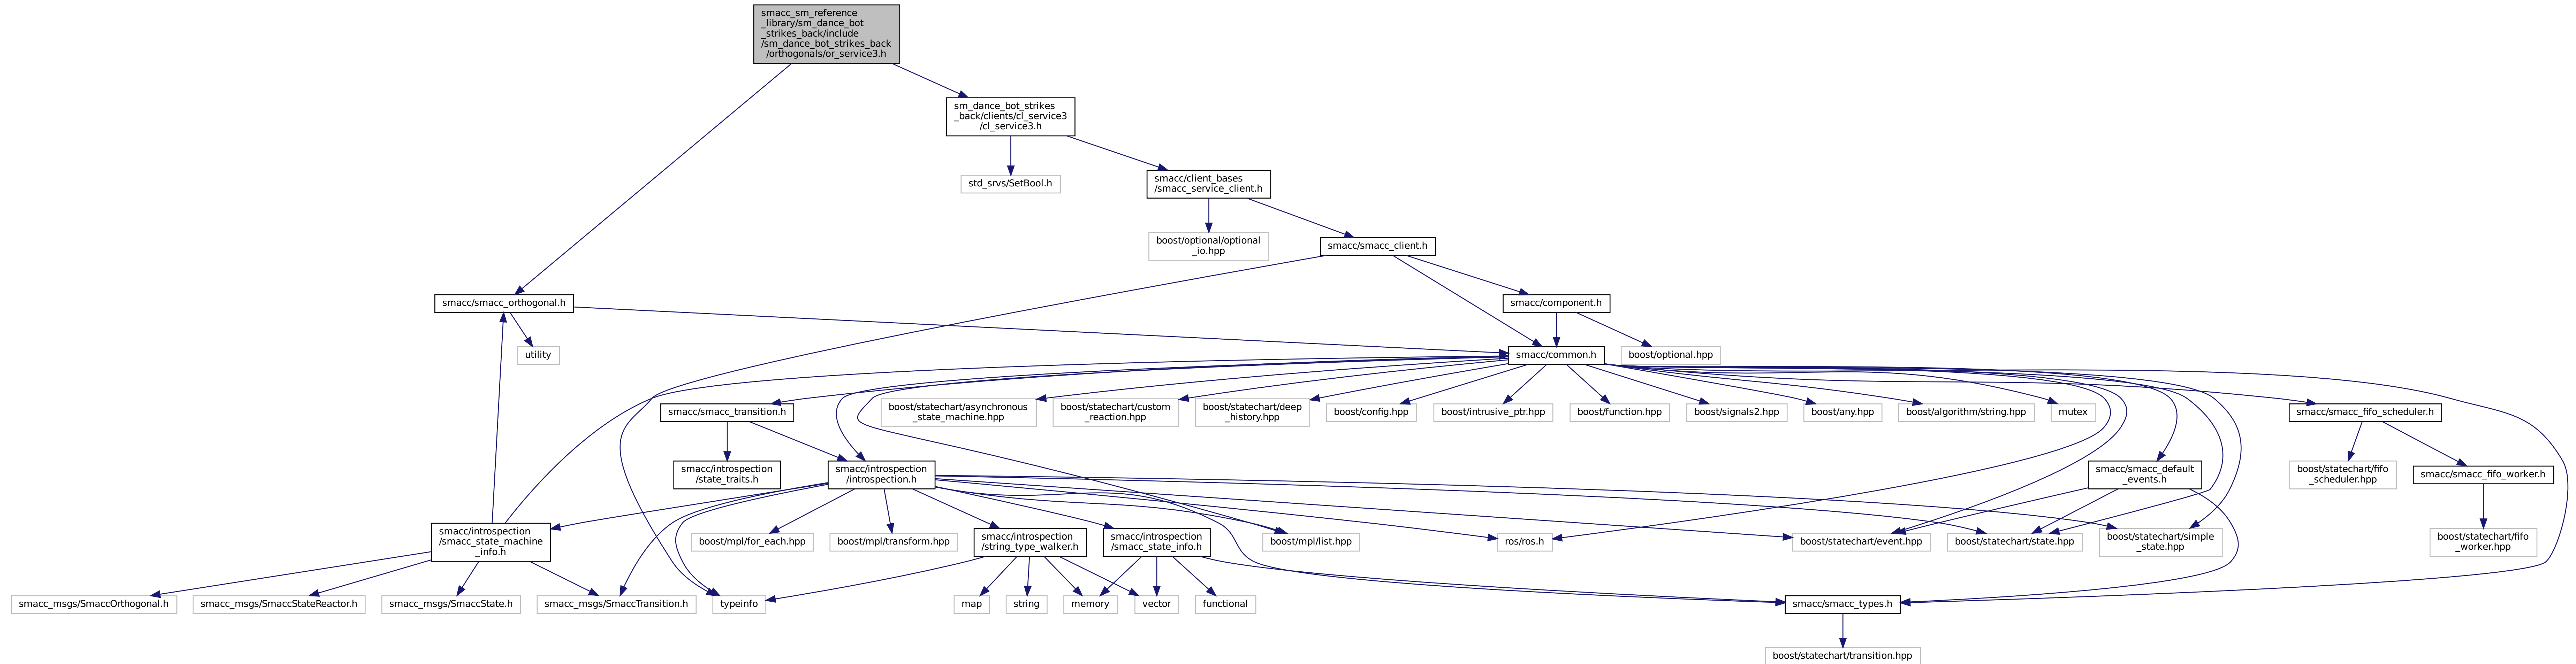 smacc_sm_reference
_library/sm_dance_bot
_strikes_back/include
/sm_dance_bot_strikes_back
/orthogonals/or_service3.h
sm_dance_bot_strikes
_back/clients/cl_service3
/cl_service3.h
std_srvs/SetBool.h
smacc/client_bases
/smacc_service_client.h
boost/optional/optional
_io.hpp
smacc/smacc_client.h
smacc/smacc_orthogonal.h
smacc/component.h
utility
smacc/common.h
boost/optional.hpp
smacc/smacc_transition.h
boost/statechart/asynchronous
_state_machine.hpp
boost/statechart/custom
_reaction.hpp
boost/statechart/deep
_history.hpp
boost/config.hpp
boost/intrusive_ptr.hpp
boost/function.hpp
boost/signals2.hpp
boost/any.hpp
boost/algorithm/string.hpp
mutex
smacc/smacc_fifo_scheduler.h
smacc/introspection
/state_traits.h
smacc/introspection
/introspection.h
smacc/smacc_default
_events.h
boost/statechart/fifo
_scheduler.hpp
smacc/smacc_fifo_worker.h
smacc/introspection
/smacc_state_machine
_info.h
boost/mpl/for_each.hpp
boost/mpl/transform.hpp
smacc/introspection
/string_type_walker.h
smacc/introspection
/smacc_state_info.h
boost/mpl/list.hpp
ros/ros.h
boost/statechart/event.hpp
boost/statechart/state.hpp
boost/statechart/simple
_state.hpp
boost/statechart/fifo
_worker.hpp
smacc_msgs/SmaccOrthogonal.h
smacc_msgs/SmaccStateReactor.h
smacc_msgs/SmaccState.h
smacc_msgs/SmaccTransition.h
typeinfo
map
string
memory
vector
functional
smacc/smacc_types.h
boost/statechart/transition.hpp